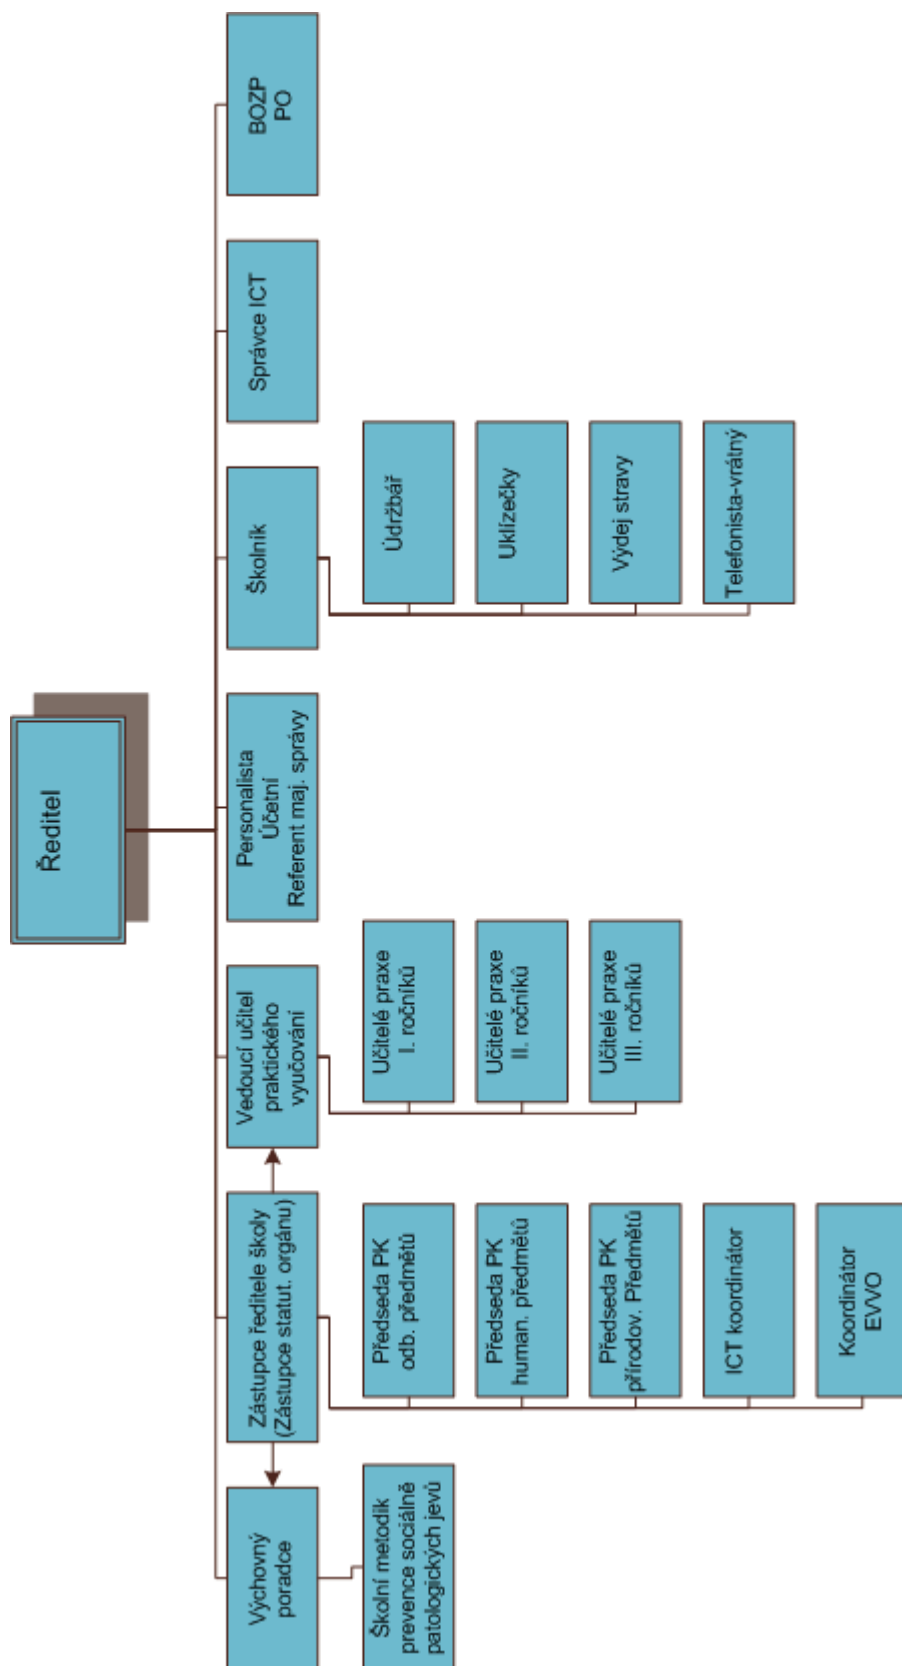 Ředitel
Výchovný
poradce
Zástupce ředitele školy
(Zástupce statut. orgánu)
Vedoucí učitel
praktického
vyučování
Personalista
Účetní
Referent maj. správy
Školník
Správce ICT
BOZP
PO
Školní metodik
prevence sociálně
patologických jevů
Předseda PK
odb. předmětů
Předseda PK
human. předmětů
Předseda PK
přírodov. Předmětů
ICT koordinátor
Koordinátor
EVVO
Učitelé praxe
I. ročníků
Učitelé praxe
II. ročníků
Učitelé praxe
III. ročníků
Údržbář
Uklízečky
Výdej stravy
Telefonista-vrátný